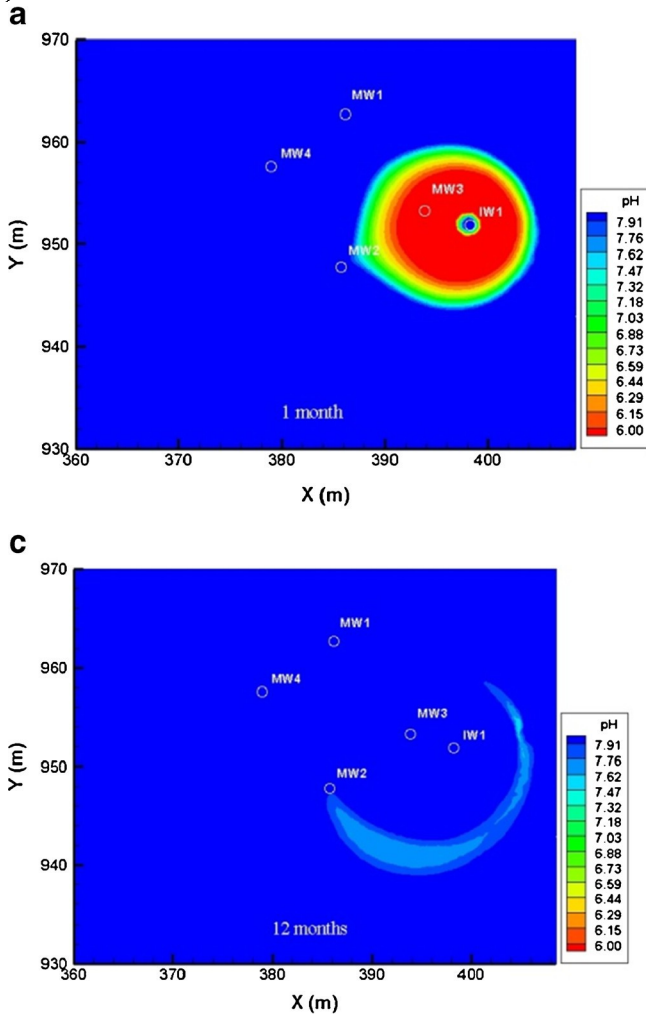 a
970
960
950
940
930
Y (m)
MW1
MW4
MW3
IW1
MW2
1 month
360
370
380
390
400
X (m)
pH
7.91
7.76
7.62
7.47
7.32
7.18
7.03
6.88
6.73
6.59
6.44
6.29
6.15
6.00
c
970
960
950
940
930
Y (m)
MW1
MW4
MW3
IW1
MW2
12 months
360
370
380
390
400
X (m)
pH
7.91
7.76
7.62
7.47
7.32
7.18
7.03
6.88
6.73
6.59
6.44
6.29
6.15
6.00